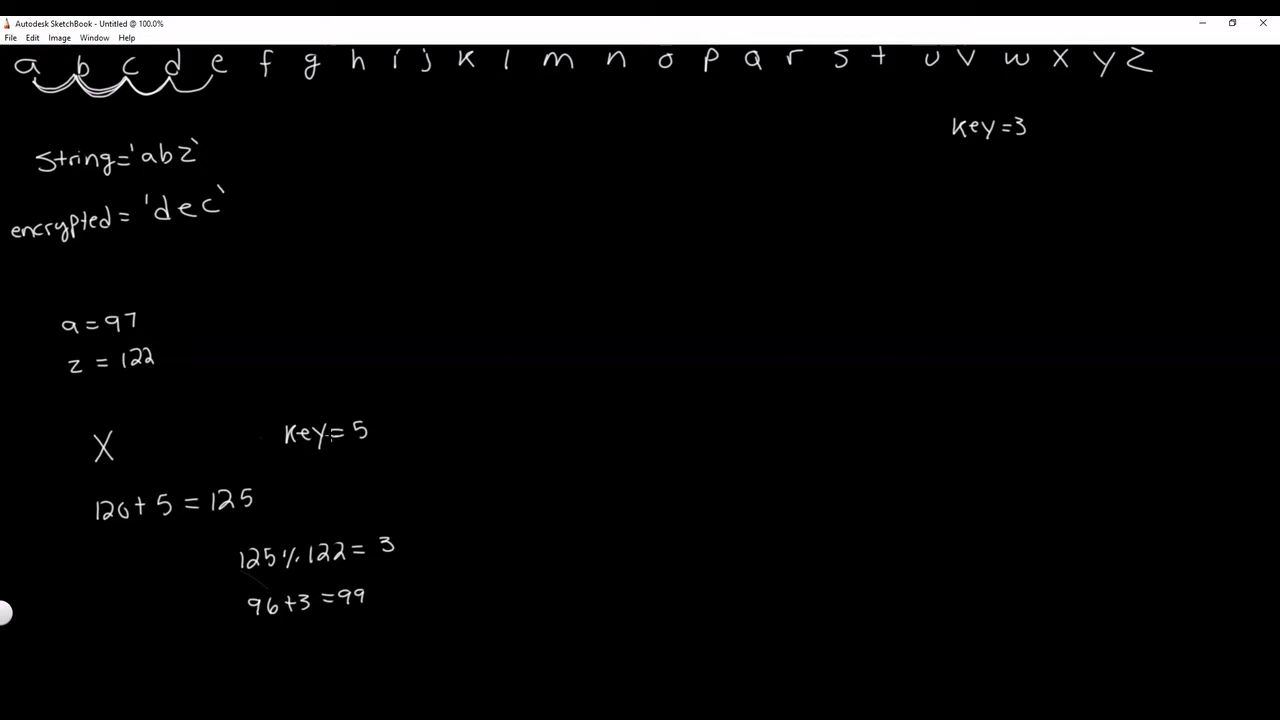 Autodesk SketchBook - Untitled @ 100.0%
File Edit Image Window Help
a b c d e f g h i j k l m n o p q r s t u v w x y z
key=3
string='abz'
encrypted = 'dec'
a = 97
z = 122
X
key= 5
120+ 5 = 125
125 % 122 = 3
96+3 =99